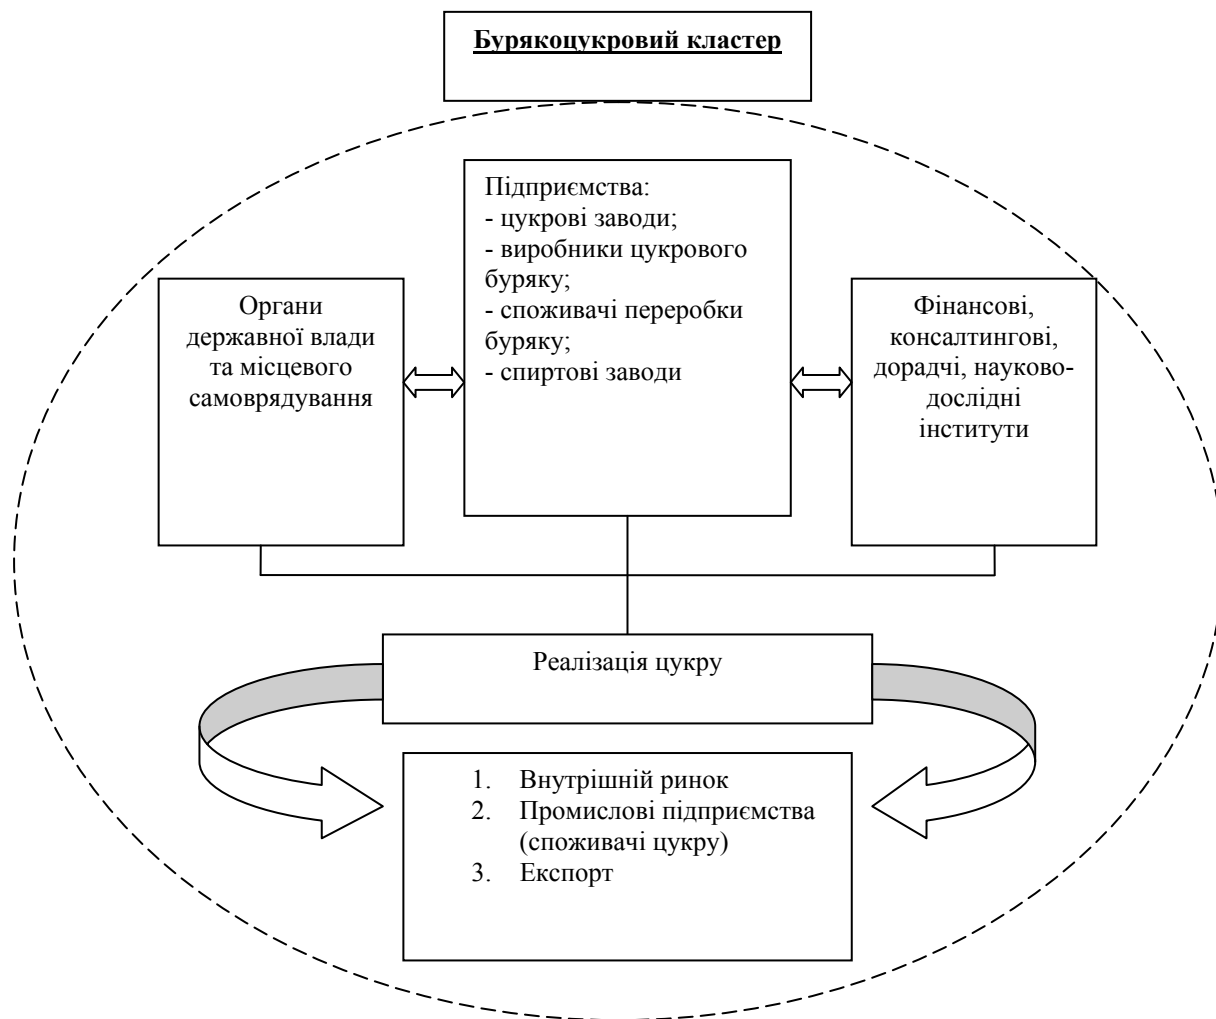 Бурякоцукровий кластер
Підприємства:
- цукрові заводи;
- виробники цукрового
буряку;
- споживачі переробки
буряку;
- спиртові заводи
Органи
державної влади
та місцевого
самоврядування
Фінансові,
консалтингові,
дорадчі, науково-
дослідні
інститути
Реалізація цукру
1. Внутрішній ринок
2. Промислові підприємства
(споживачі цукру)
3. Експорт